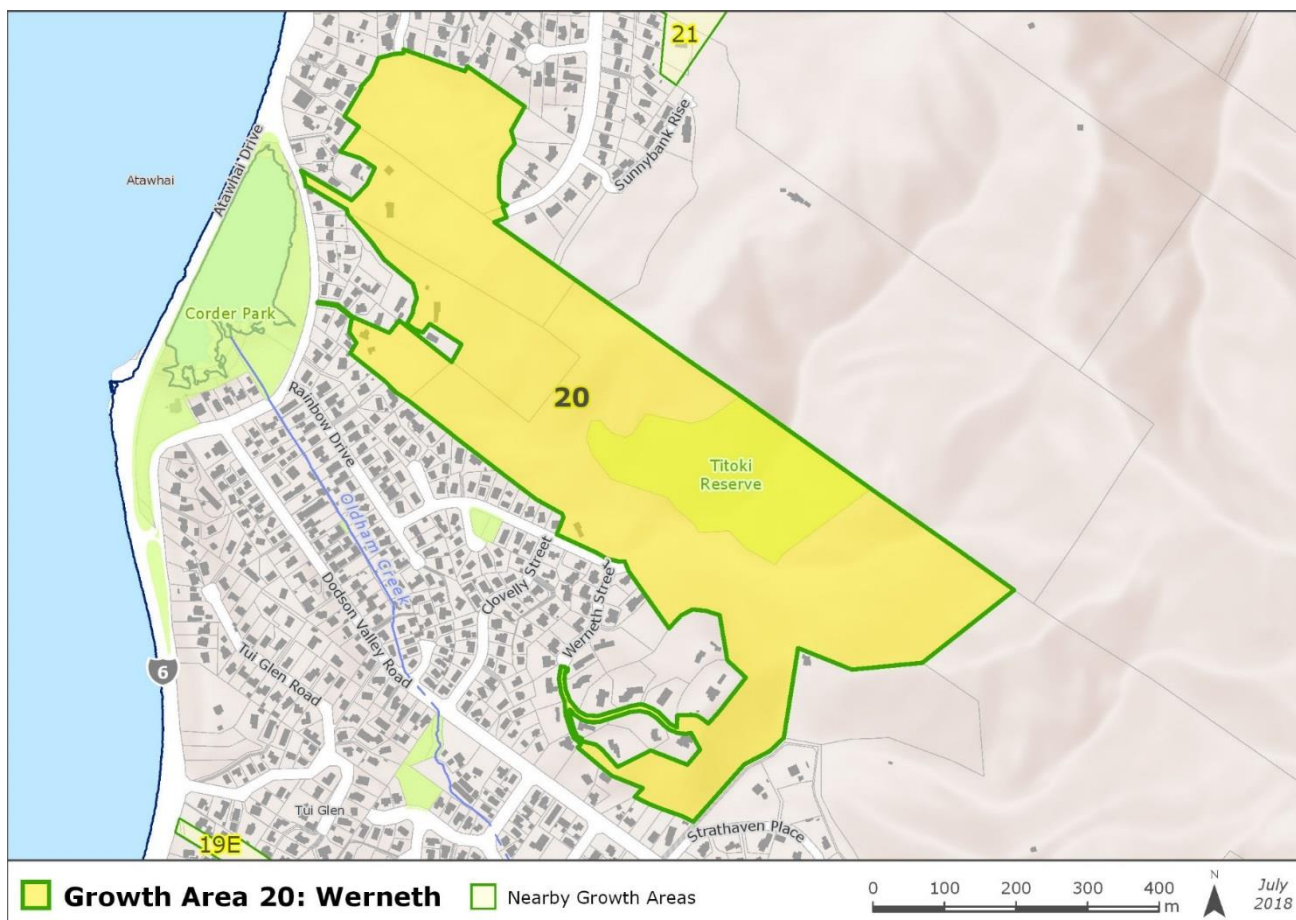 21
Sunnybank Rise
Atawhai Drive
Atawhai
Corder Park
20
Titoki
Reserve
Rainbow Drive
Oldham Creek
Clovelly Street
Werneth Street
Dodson Valley Road
Tui Glen Road
6
Tui Glen
Strathaven Place
19E
Growth Area 20: Werneth
Nearby Growth Areas
0 100 200 300 400
m
N
July
2018